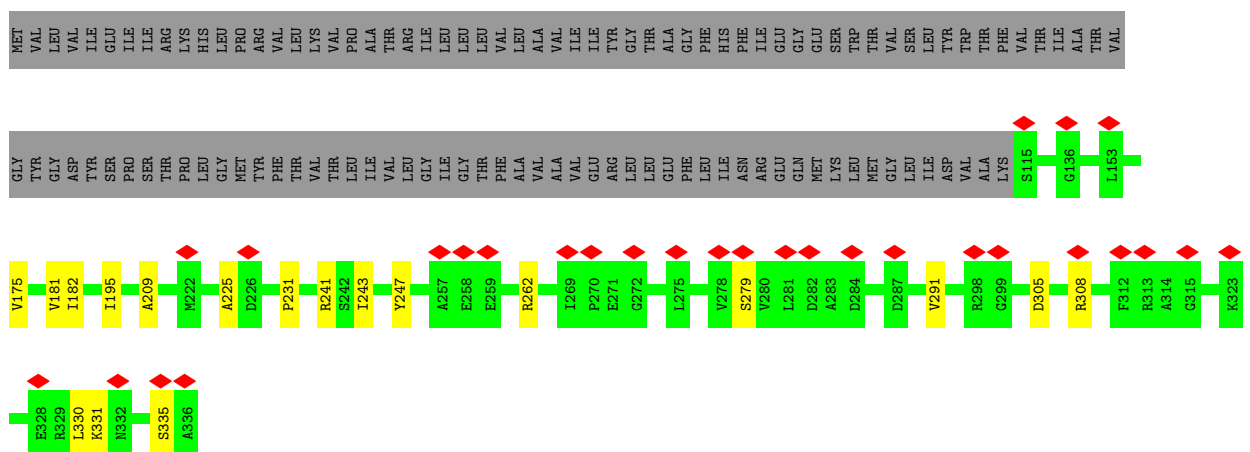 MET VAL LEU VAL ILE GLU ILE ILE ARG LYS HIS LEU PRO ARG VAL LEU LYS VAL PRO ALA THR ARG ILE LEU LEU LEU VAL LEU ALA VAL ILE ILE TYR GLY THR ALA GLY PHE HIS PHE ILE GLU GLY GLU SER TRP THR VAL SER LEU TYR TRP THR PHE VAL THR ILE ALA THR VAL
GLY TYR GLY ASP TYR SER PRO SER THR PRO LEU GLY MET TYR PHE THR VAL THR LEU ILE VAL LEU GLY ILE GLY THR PHE ALA VAL ALA VAL GLU ARG LEU LEU GLU PHE LEU ILE ASN ARG GLU GLN MET LYS LEU MET GLY LEU ILE ASP VAL ALA LYS S115 G136 L153
V175 V181 I182 I195 A209 M222 A225 D226 P231 R241 S242 I243 Y247 A257 E258 E259 R262 I269 P270 E271 G272 L275 V278 S279 V280 L281 D282 A283 D284 D287 V291 R298 G299 D305 R308 F312 R313 A314 G315 K323
E328 R329 L330 K331 N332 S335 A336